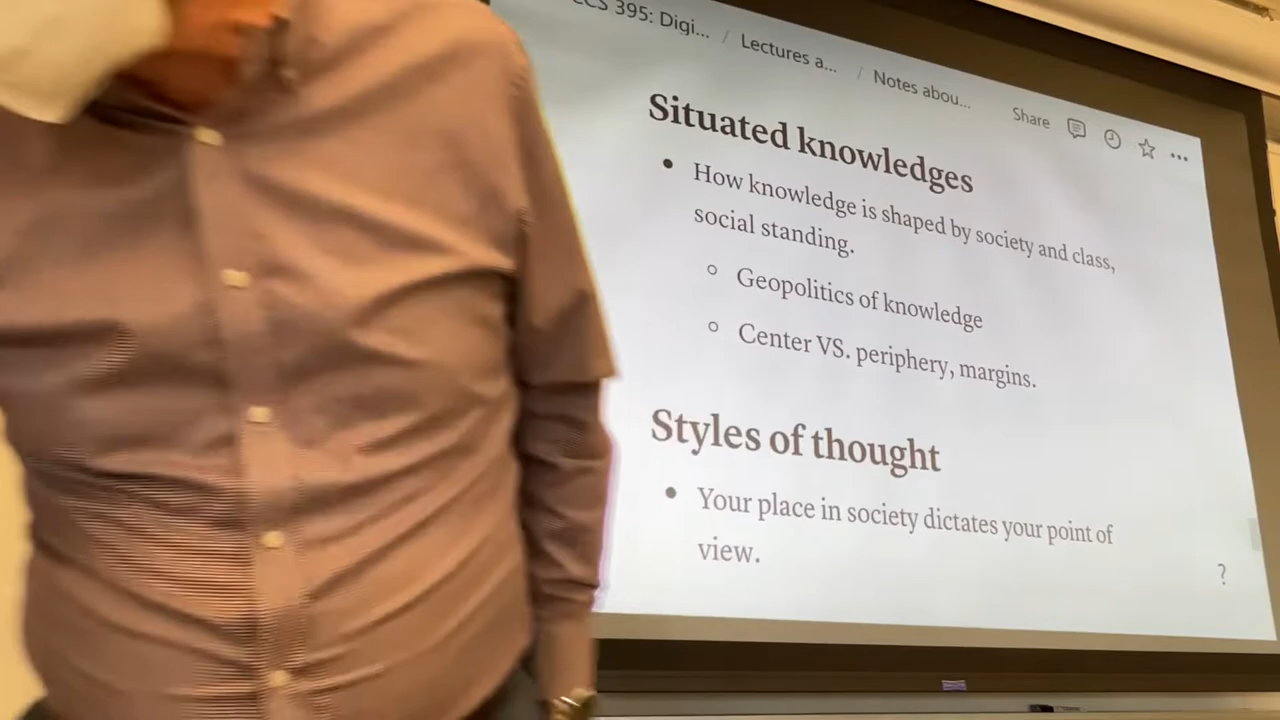 395: Digi... / Lectures a... / Notes abou...
Share
Situated knowledges
• How knowledge is shaped by society and class,
social standing.
◦ Geopolitics of knowledge
◦ Center VS. periphery, margins.
Styles of thought
• Your place in society dictates your point of
view.
?